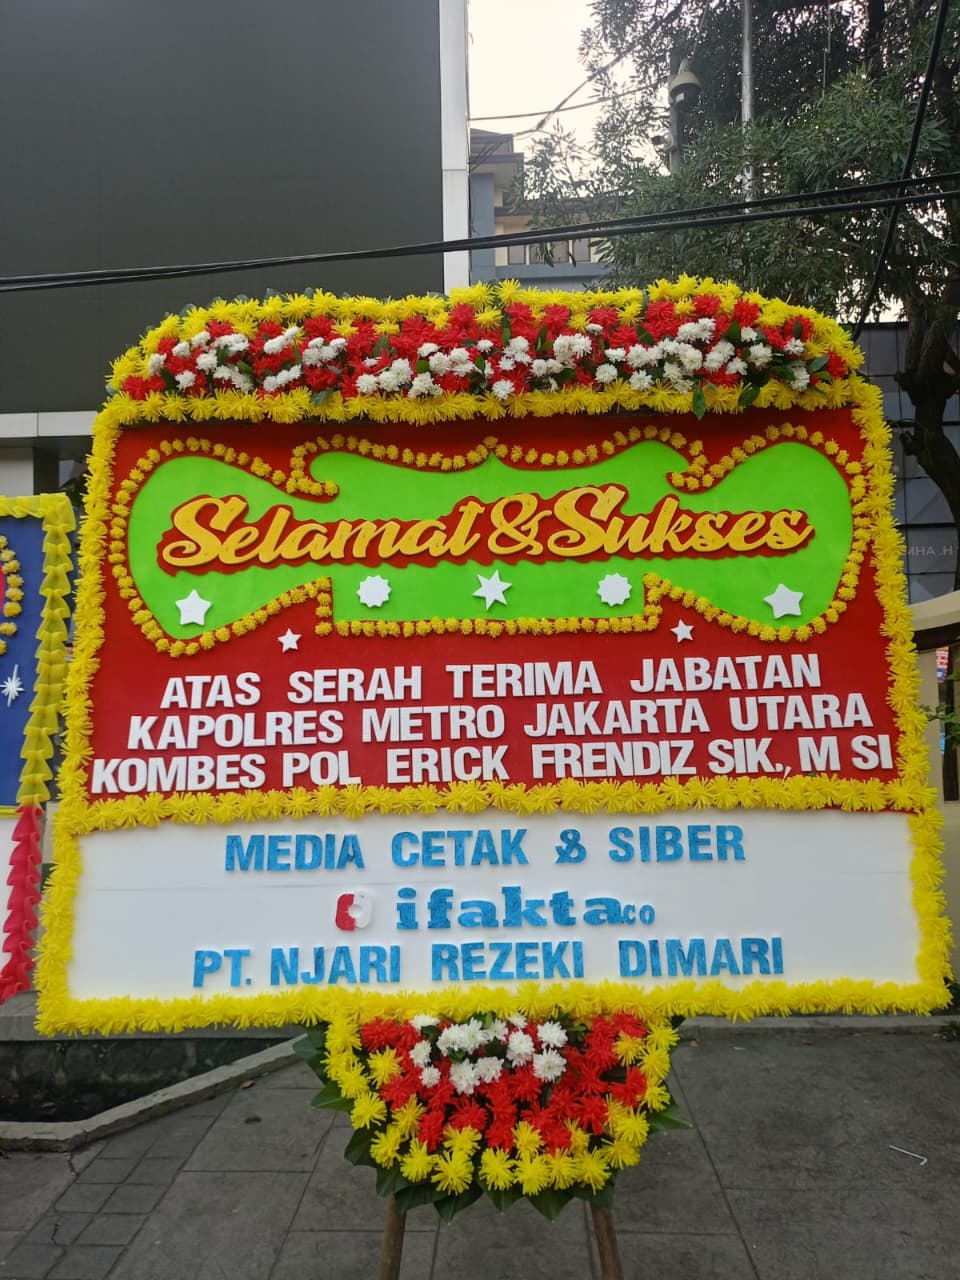 Selamat & Sukses
ATAS SERAH TERIMA JABATAN
KAPOLRES METRO JAKARTA UTARA
KOMBES POL ERICK FRENDIZ SIK., M SI
MEDIA CETAK & SIBER
ifakta.co
PT. NJARI REZEKI DIMARI